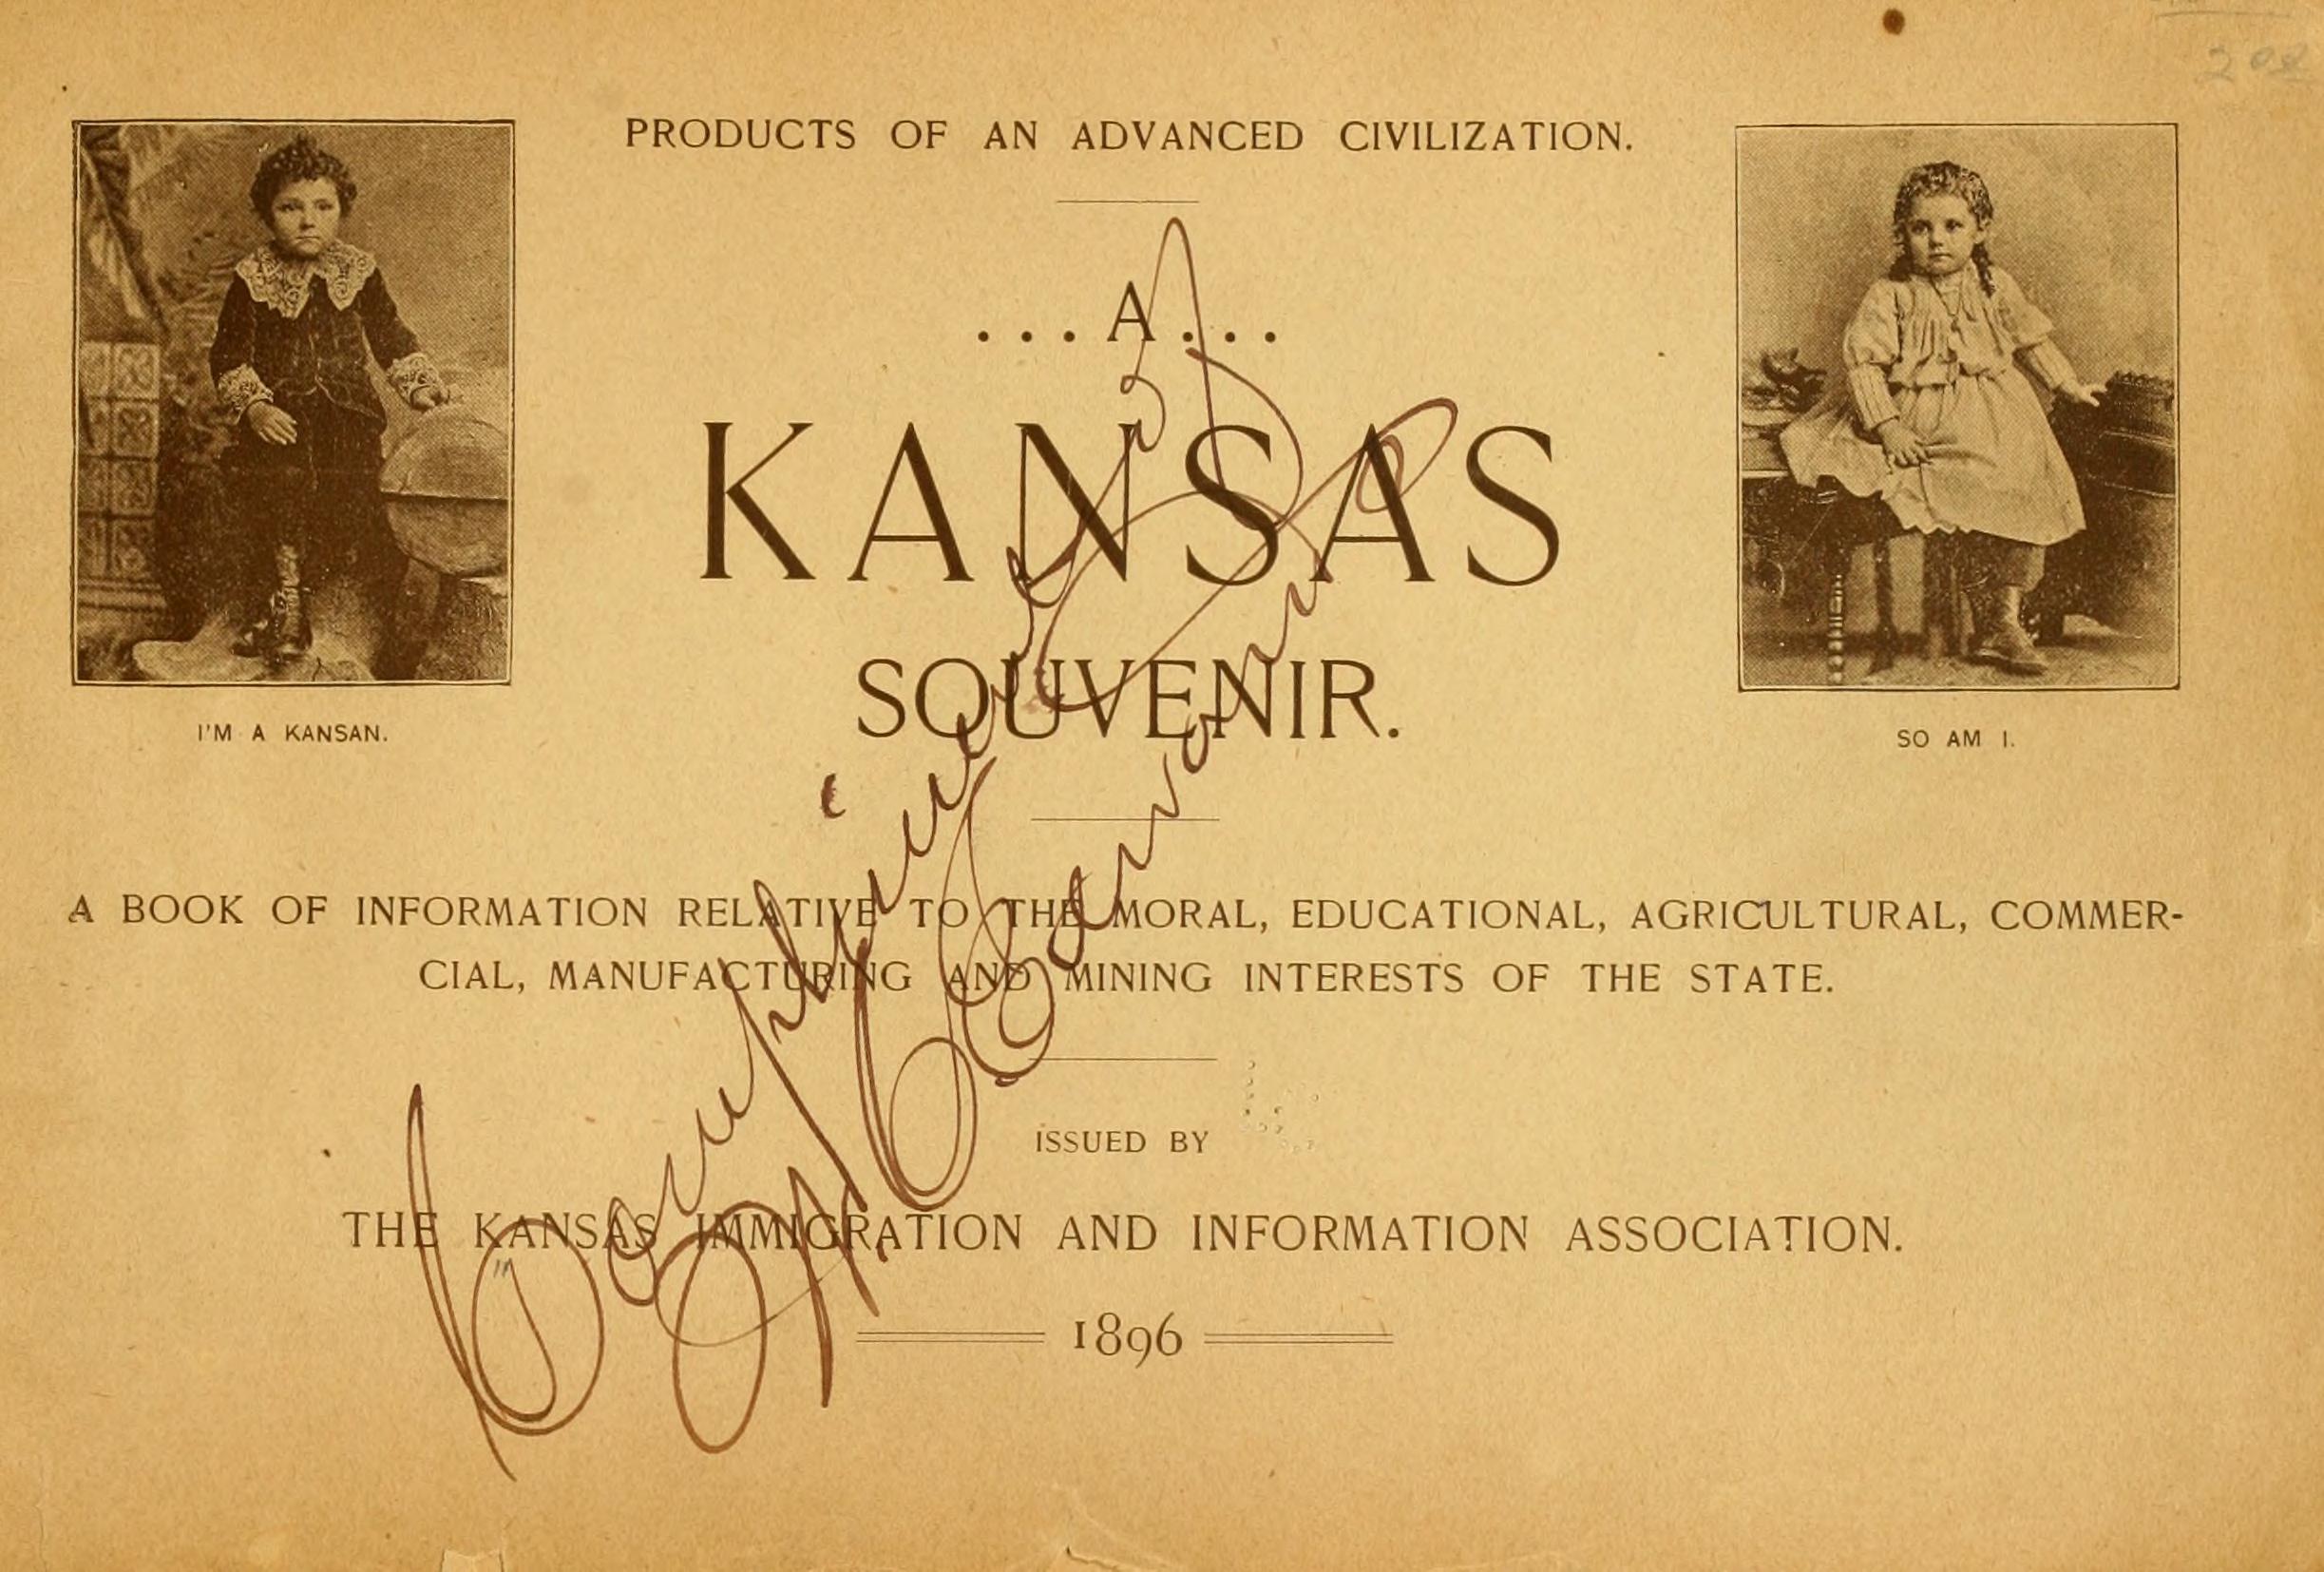 PRODUCTS OF AN ADVANCED CIVILIZATION.
...A...
KANSAS
SOUVENIR.
I'M A KANSAN.
SO AM I.
A BOOK OF INFORMATION RELATIVE TO THE MORAL, EDUCATIONAL, AGRICULTURAL, COMMER-
CIAL, MANUFACTURING AND MINING INTERESTS OF THE STATE.
ISSUED BY
THE KANSAS IMMIGRATION AND INFORMATION ASSOCIATION.
1896
Compliments